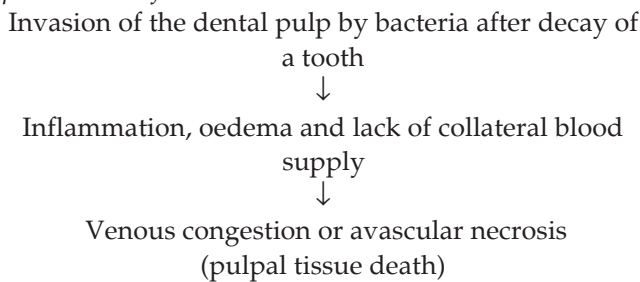 Invasion of the dental pulp by bacteria after decay of
a tooth
↓
Inflammation, oedema and lack of collateral blood
supply
↓
Venous congestion or avascular necrosis
(pulpal tissue death)